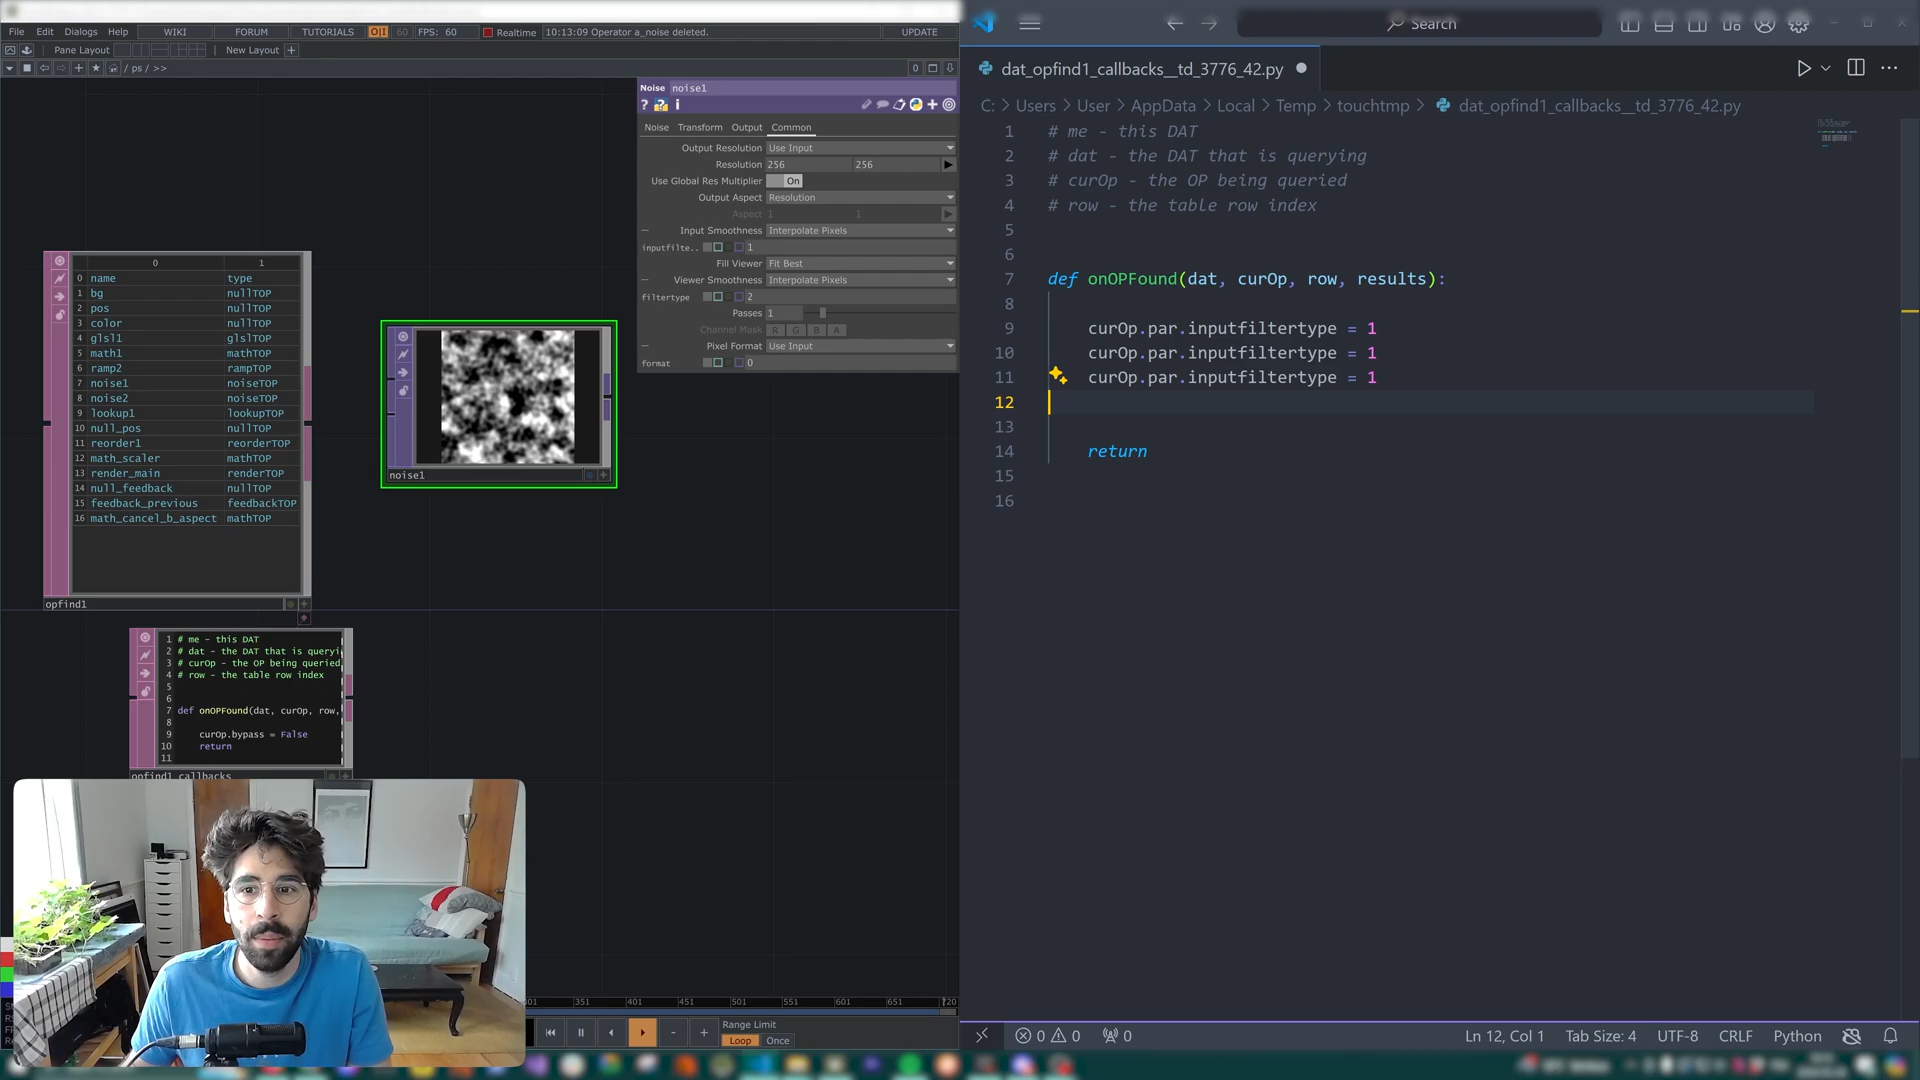 File Edit Dialogs Help WIKI FORUM TUTORIALS O|I 60 FPS: 60 Realtime 10:13:09 Operator a_noise deleted. UPDATE
Pane Layout New Layout +
/ ps / >> 0
Noise noise1
? ? i
Noise Transform Output Common
Output Resolution Use Input
Resolution 256 256
Use Global Res Multiplier On
Output Aspect Resolution
Aspect 1 1
Input Smoothness Interpolate Pixels
inputfilte.. 1
Fill Viewer Fit Best
Viewer Smoothness Interpolate Pixels
filtertype 2
Passes 1
Channel Mask R G B A
Pixel Format Use Input
format 0
0 1
0 name type
1 bg nullTOP
2 pos nullTOP
3 color nullTOP
4 glsl1 glslTOP
5 math1 mathTOP
6 ramp2 rampTOP
7 noise1 noiseTOP
8 noise2 noiseTOP
9 lookup1 lookupTOP
10 null_pos nullTOP
11 reorder1 reorderTOP
12 math_scaler mathTOP
13 render_main renderTOP
14 null_feedback nullTOP
15 feedback_previous feedbackTOP
16 math_cancel_b_aspect mathTOP
opfind1
noise1
1 # me - this DAT
2 # dat - the DAT that is queryi
3 # curOp - the OP being queried
4 # row - the table row index
5
6
7 def onOPFound(dat, curOp, row,
8
9 curOp.bypass = False
10 return
11
opfind1_callbacks
301 351 401 451 501 551 601 651 720
Range Limit
Loop Once
Search
dat_opfind1_callbacks__td_3776_42.py
C: > Users > User > AppData > Local > Temp > touchtmp > dat_opfind1_callbacks__td_3776_42.py
1 # me - this DAT
2 # dat - the DAT that is querying
3 # curOp - the OP being queried
4 # row - the table row index
5
6
7 def onOPFound(dat, curOp, row, results):
8
9 curOp.par.inputfiltertype = 1
10 curOp.par.inputfiltertype = 1
11 curOp.par.inputfiltertype = 1
12
13
14 return
15
16
0 0 0 Ln 12, Col 1 Tab Size: 4 UTF-8 CRLF Python